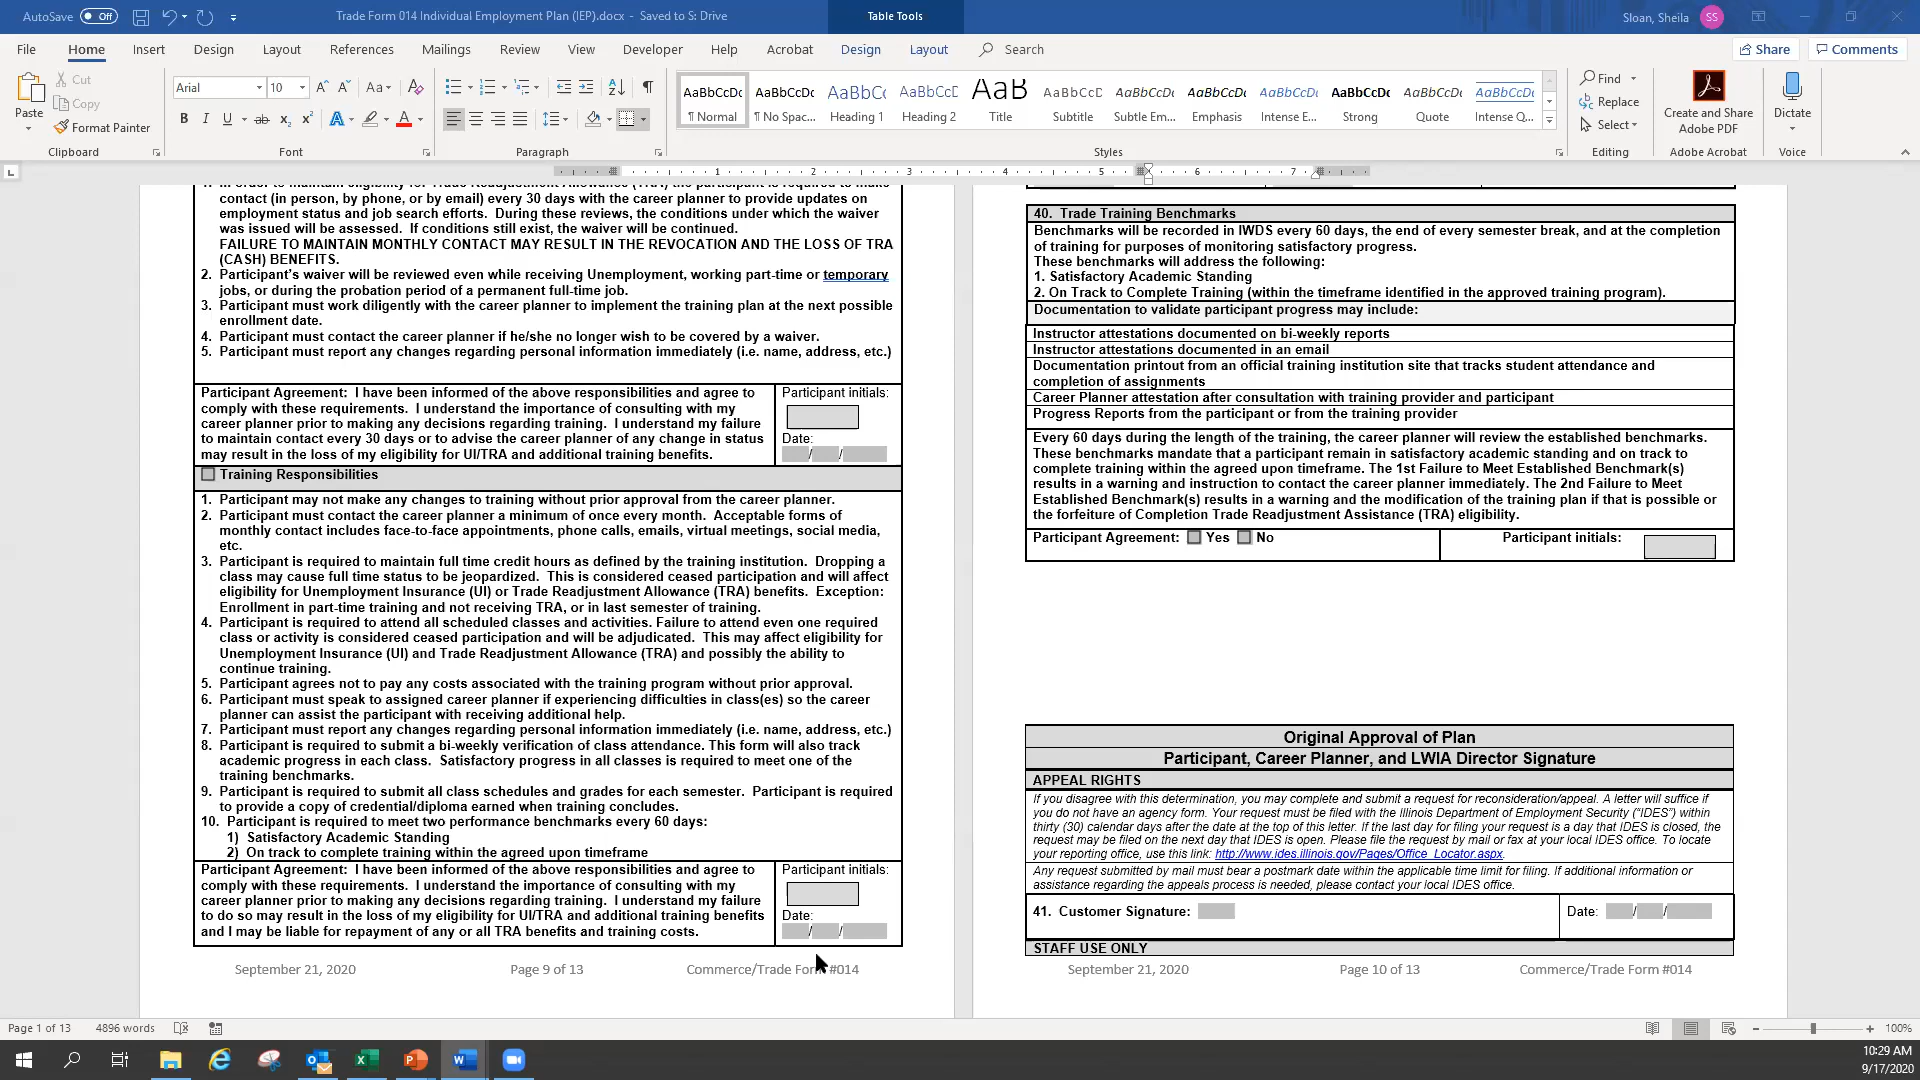 AutoSave Off
Trade Form 014 Individual Employment Plan (IEP).docx - Saved to S: Drive
Table Tools
Sloan, Sheila SS
File Home Insert Design Layout References Mailings Review View Developer Help Acrobat Design Layout Search
Share Comments
Paste
Cut
Copy
Format Painter
Clipboard
Arial 10
Font
Paragraph
AaBbCcDc AaBbCcDc AaBbCc AaBbCcD AaB AaBbCcD AaBbCcDc AaBbCcDc AaBbCcDc AaBbCcDc AaBbCcDc AaBbCcDc
¶ Normal ¶ No Spac... Heading 1 Heading 2 Title Subtitle Subtle Em... Emphasis Intense E... Strong Quote Intense Q...
Styles
Find
Replace
Select
Editing
Create and Share
Adobe PDF
Adobe Acrobat
Dictate
Voice
1 2 3 4 5 6 7
contact (in person, by phone, or by email) every 30 days with the career planner to provide updates on
employment status and job search efforts. During these reviews, the conditions under which the waiver
was issued will be assessed. If conditions still exist, the waiver will be continued.
FAILURE TO MAINTAIN MONTHLY CONTACT MAY RESULT IN THE REVOCATION AND THE LOSS OF TRA
(CASH) BENEFITS.
2. Participant's waiver will be reviewed even while receiving Unemployment, working part-time or temporary
jobs, or during the probation period of a permanent full-time job.
3. Participant must work diligently with the career planner to implement the training plan at the next possible
enrollment date.
4. Participant must contact the career planner if he/she no longer wish to be covered by a waiver.
5. Participant must report any changes regarding personal information immediately (i.e. name, address, etc.)
Participant Agreement: I have been informed of the above responsibilities and agree to
comply with these requirements. I understand the importance of consulting with my
career planner prior to making any decisions regarding training. I understand my failure
to maintain contact every 30 days or to advise the career planner of any change in status
may result in the loss of my eligibility for UI/TRA and additional training benefits.
Participant initials:
Date:
/ /
Training Responsibilities
1. Participant may not make any changes to training without prior approval from the career planner.
2. Participant must contact the career planner a minimum of once every month. Acceptable forms of
monthly contact includes face-to-face appointments, phone calls, emails, virtual meetings, social media,
etc.
3. Participant is required to maintain full time credit hours as defined by the training institution. Dropping a
class may cause full time status to be jeopardized. This is considered ceased participation and will affect
eligibility for Unemployment Insurance (UI) or Trade Readjustment Allowance (TRA) benefits. Exception:
Enrollment in part-time training and not receiving TRA, or in last semester of training.
4. Participant is required to attend all scheduled classes and activities. Failure to attend even one required
class or activity is considered ceased participation and will be adjudicated. This may affect eligibility for
Unemployment Insurance (UI) and Trade Readjustment Allowance (TRA) and possibly the ability to
continue training.
5. Participant agrees not to pay any costs associated with the training program without prior approval.
6. Participant must speak to assigned career planner if experiencing difficulties in class(es) so the career
planner can assist the participant with receiving additional help.
7. Participant must report any changes regarding personal information immediately (i.e. name, address, etc.)
8. Participant is required to submit a bi-weekly verification of class attendance. This form will also track
academic progress in each class. Satisfactory progress in all classes is required to meet one of the
training benchmarks.
9. Participant is required to submit all class schedules and grades for each semester. Participant is required
to provide a copy of credential/diploma earned when training concludes.
10. Participant is required to meet two performance benchmarks every 60 days:
1) Satisfactory Academic Standing
2) On track to complete training within the agreed upon timeframe
Participant Agreement: I have been informed of the above responsibilities and agree to
comply with these requirements. I understand the importance of consulting with my
career planner prior to making any decisions regarding training. I understand my failure
to do so may result in the loss of my eligibility for UI/TRA and additional training benefits
and I may be liable for repayment of any or all TRA benefits and training costs.
Participant initials:
Date:
/ /
September 21, 2020 Page 9 of 13 Commerce/Trade Form #014
40. Trade Training Benchmarks
Benchmarks will be recorded in IWDS every 60 days, the end of every semester break, and at the completion
of training for purposes of monitoring satisfactory progress.
These benchmarks will address the following:
1. Satisfactory Academic Standing
2. On Track to Complete Training (within the timeframe identified in the approved training program).
Documentation to validate participant progress may include:
Instructor attestations documented on bi-weekly reports
Instructor attestations documented in an email
Documentation printout from an official training institution site that tracks student attendance and
completion of assignments
Career Planner attestation after consultation with training provider and participant
Progress Reports from the participant or from the training provider
Every 60 days during the length of the training, the career planner will review the established benchmarks.
These benchmarks mandate that a participant remain in satisfactory academic standing and on track to
complete training within the agreed upon timeframe. The 1st Failure to Meet Established Benchmark(s)
results in a warning and instruction to contact the career planner immediately. The 2nd Failure to Meet
Established Benchmark(s) results in a warning and the modification of the training plan if that is possible or
the forfeiture of Completion Trade Readjustment Assistance (TRA) eligibility.
Participant Agreement: Yes No Participant initials:
Original Approval of Plan
Participant, Career Planner, and LWIA Director Signature
APPEAL RIGHTS
If you disagree with this determination, you may complete and submit a request for reconsideration/appeal. A letter will suffice if
you do not have an agency form. Your request must be filed with the Illinois Department of Employment Security ("IDES") within
thirty (30) calendar days after the date at the top of this letter. If the last day for filing your request is a day that IDES is closed, the
request may be filed on the next day that IDES is open. Please file the request by mail or fax at your local IDES office. To locate
your reporting office, use this link: http://www.ides.illinois.gov/Pages/Office_Locator.aspx.
Any request submitted by mail must bear a postmark date within the applicable time limit for filing. If additional information or
assistance regarding the appeals process is needed, please contact your local IDES office.
41. Customer Signature: Date: / /
STAFF USE ONLY
September 21, 2020 Page 10 of 13 Commerce/Trade Form #014
Page 1 of 13 4896 words 100%
10:29 AM
9/17/2020